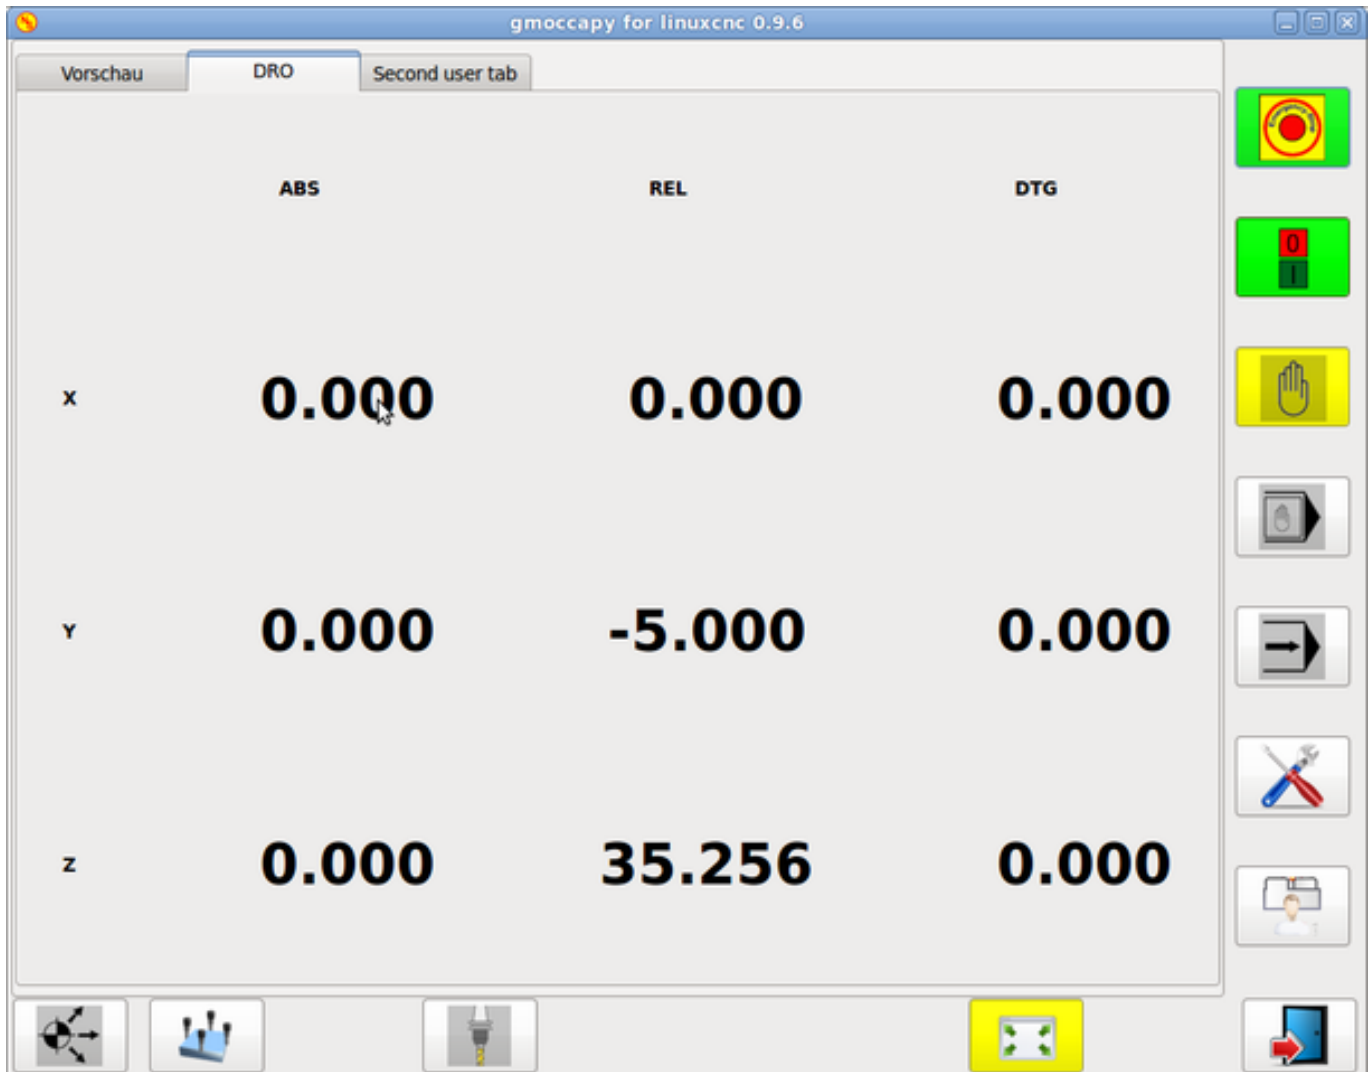 gmoccapy for linuxcnc 0.9.6
Vorschau DRO Second user tab
ABS REL DTG
0
I
X 0.000 0.000 0.000
Y 0.000 -5.000 0.000
Z 0.000 35.256 0.000